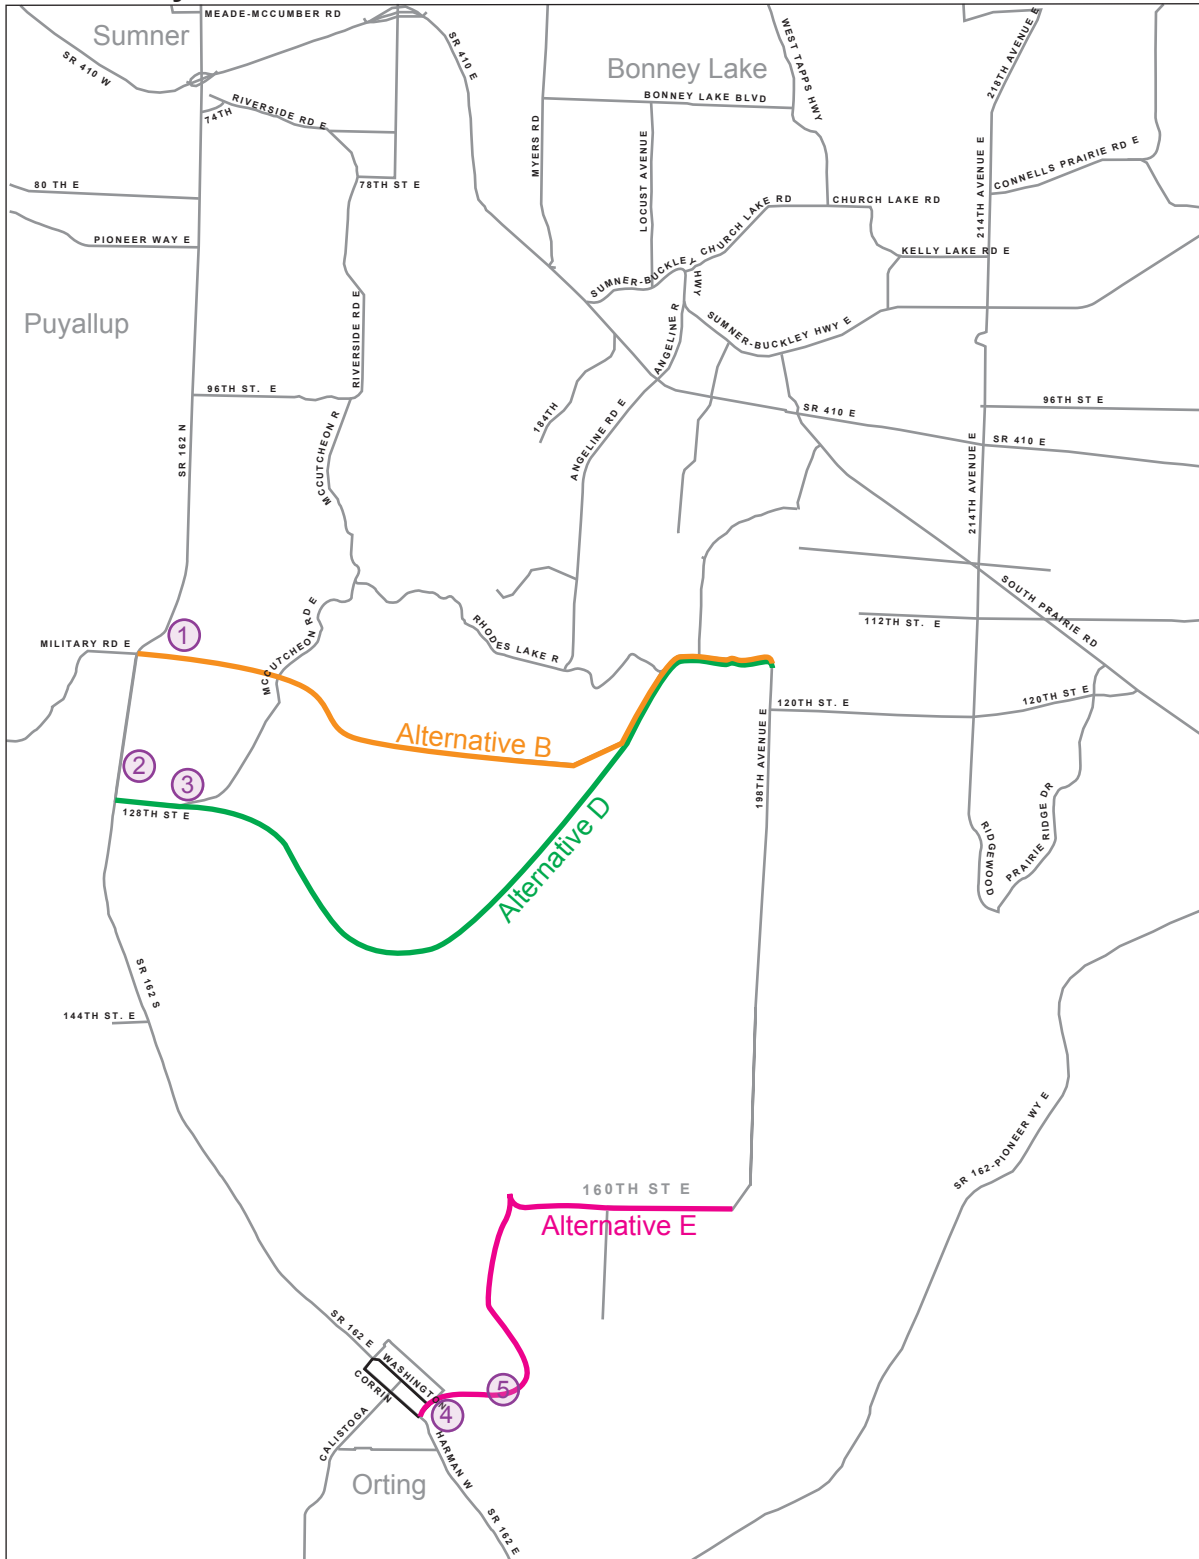 MEADE-MCCUMBER RD
Sumner
SR 410 W
SR 410 E
WEST TAPPS HWY
218TH AVENUE E
Bonney Lake
BONNEY LAKE BLVD
74TH
RIVERSIDE RD E
MYERS RD
LOCUST AVENUE
214TH AVENUE E
CONNELLS PRAIRIE RD E
80 TH E
78TH ST E
CHURCH LAKE RD
CHURCH LAKE RD
PIONEER WAY E
KELLY LAKE RD E
SUMNER-BUCKLEY HWY
Puyallup
RIVERSIDE RD E
ANGELINE R
SUMNER-BUCKLEY HWY E
96TH ST. E
96TH ST E
184TH
SR 410 E
SR 410 E
SR 162 N
MCCUTCHEON R
ANGELINE RD E
214TH AVENUE E
SOUTH PRAIRIE RD
112TH ST. E
1
MILITARY RD E
MCCUTCHEON RD E
RHODES LAKE R
120TH ST. E
120TH ST E
Alternative B
198TH AVENUE E
2
3
128TH ST E
Alternative D
RIDGEWOOD
PRAIRIE RIDGE DR
SR 162 S
144TH ST. E
SR 162-PIONEER WY E
160TH ST E
Alternative E
SR 162 E
WASHINGTON
CORRIN
5
4
CALISTOGA
HARMAN W
Orting
SR 162 E